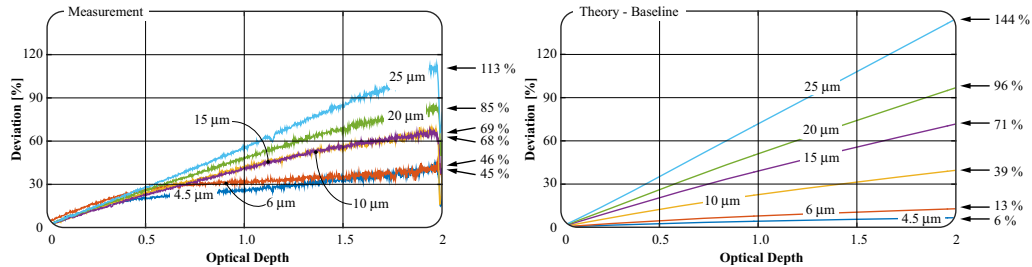 Measurement
Deviation [%]
120
90
60
30
0
0.5
1.0
1.5
2
Optical Depth
25 µm
20 µm
15 µm
10 µm
6 µm
4.5 µm
113 %
85 %
69 %
68 %
46 %
45 %
Theory - Baseline
Deviation [%]
120
90
60
30
0
0.5
1.0
1.5
2
Optical Depth
25 µm
20 µm
15 µm
10 µm
6 µm
4.5 µm
144 %
96 %
71 %
39 %
13 %
6 %